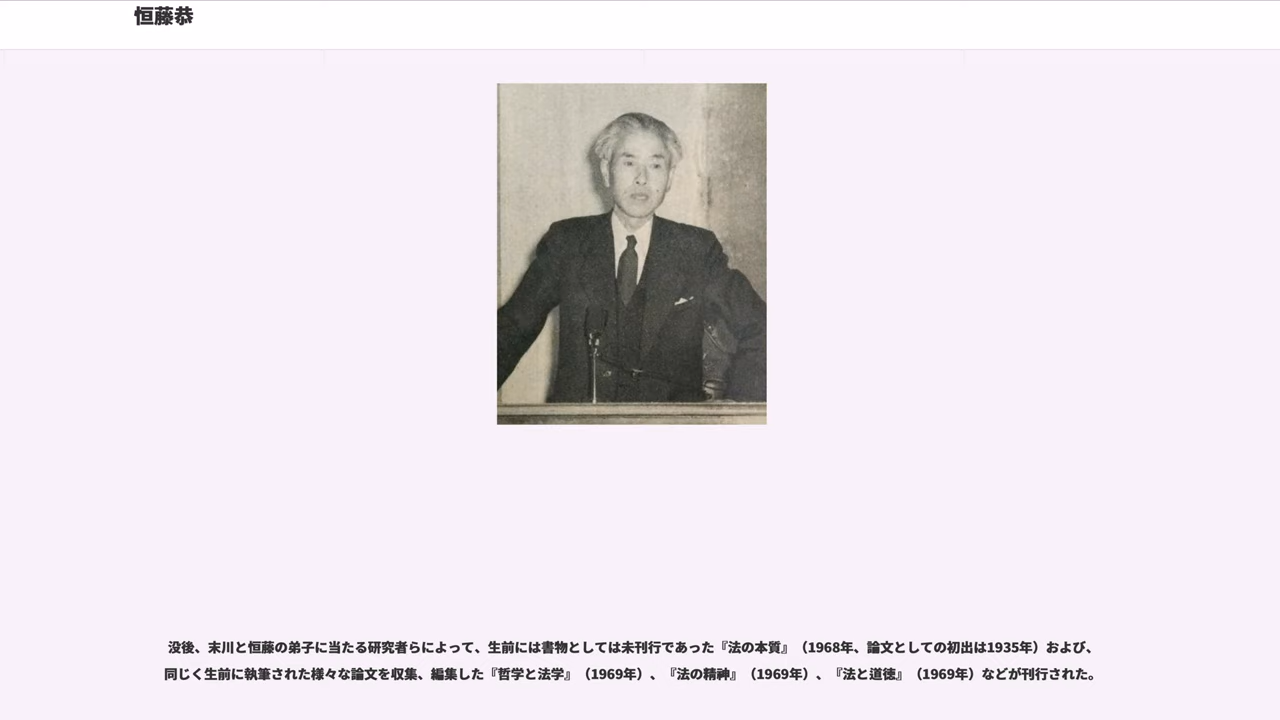 恒藤恭
没後、末川と恒藤の弟子に当たる研究者らによって、生前には書物としては未刊行であった『法の本質』（1968年、論文としての初出は1935年）および、
同じく生前に執筆された様々な論文を収集、編集した『哲学と法学』（1969年）、『法の精神』（1969年）、『法と道徳』（1969年）などが刊行された。